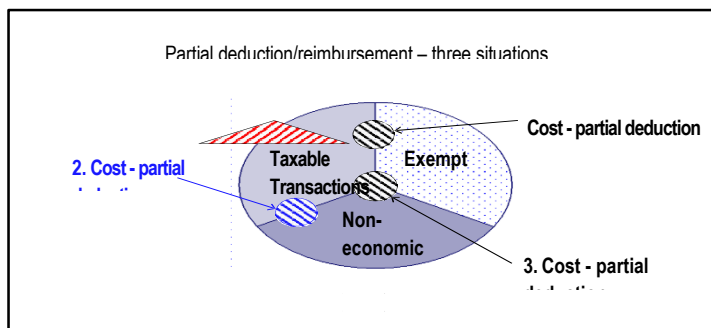 Partial deduction/reimbursement – three situations
Cost - partial deduction
2. Cost - partial
Taxable
Transactions
Exempt
Non-
economic
3. Cost - partial